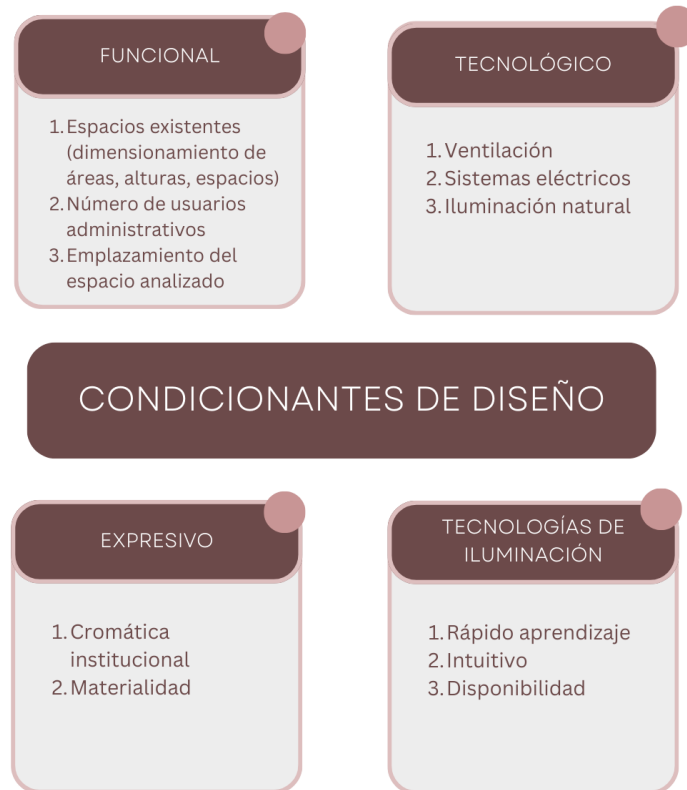 FUNCIONAL
1. Espacios existentes
(dimensionamiento de
áreas, alturas, espacios)
2. Número de usuarios
administrativos
3. Emplazamiento del
espacio analizado
TECNOLÓGICO
1. Ventilación
2. Sistemas eléctricos
3. Iluminación natural
CONDICIONANTES DE DISEÑO
EXPRESIVO
1. Cromática
institucional
2. Materialidad
TECNOLOGÍAS DE
ILUMINACIÓN
1. Rápido aprendizaje
2. Intuitivo
3. Disponibilidad